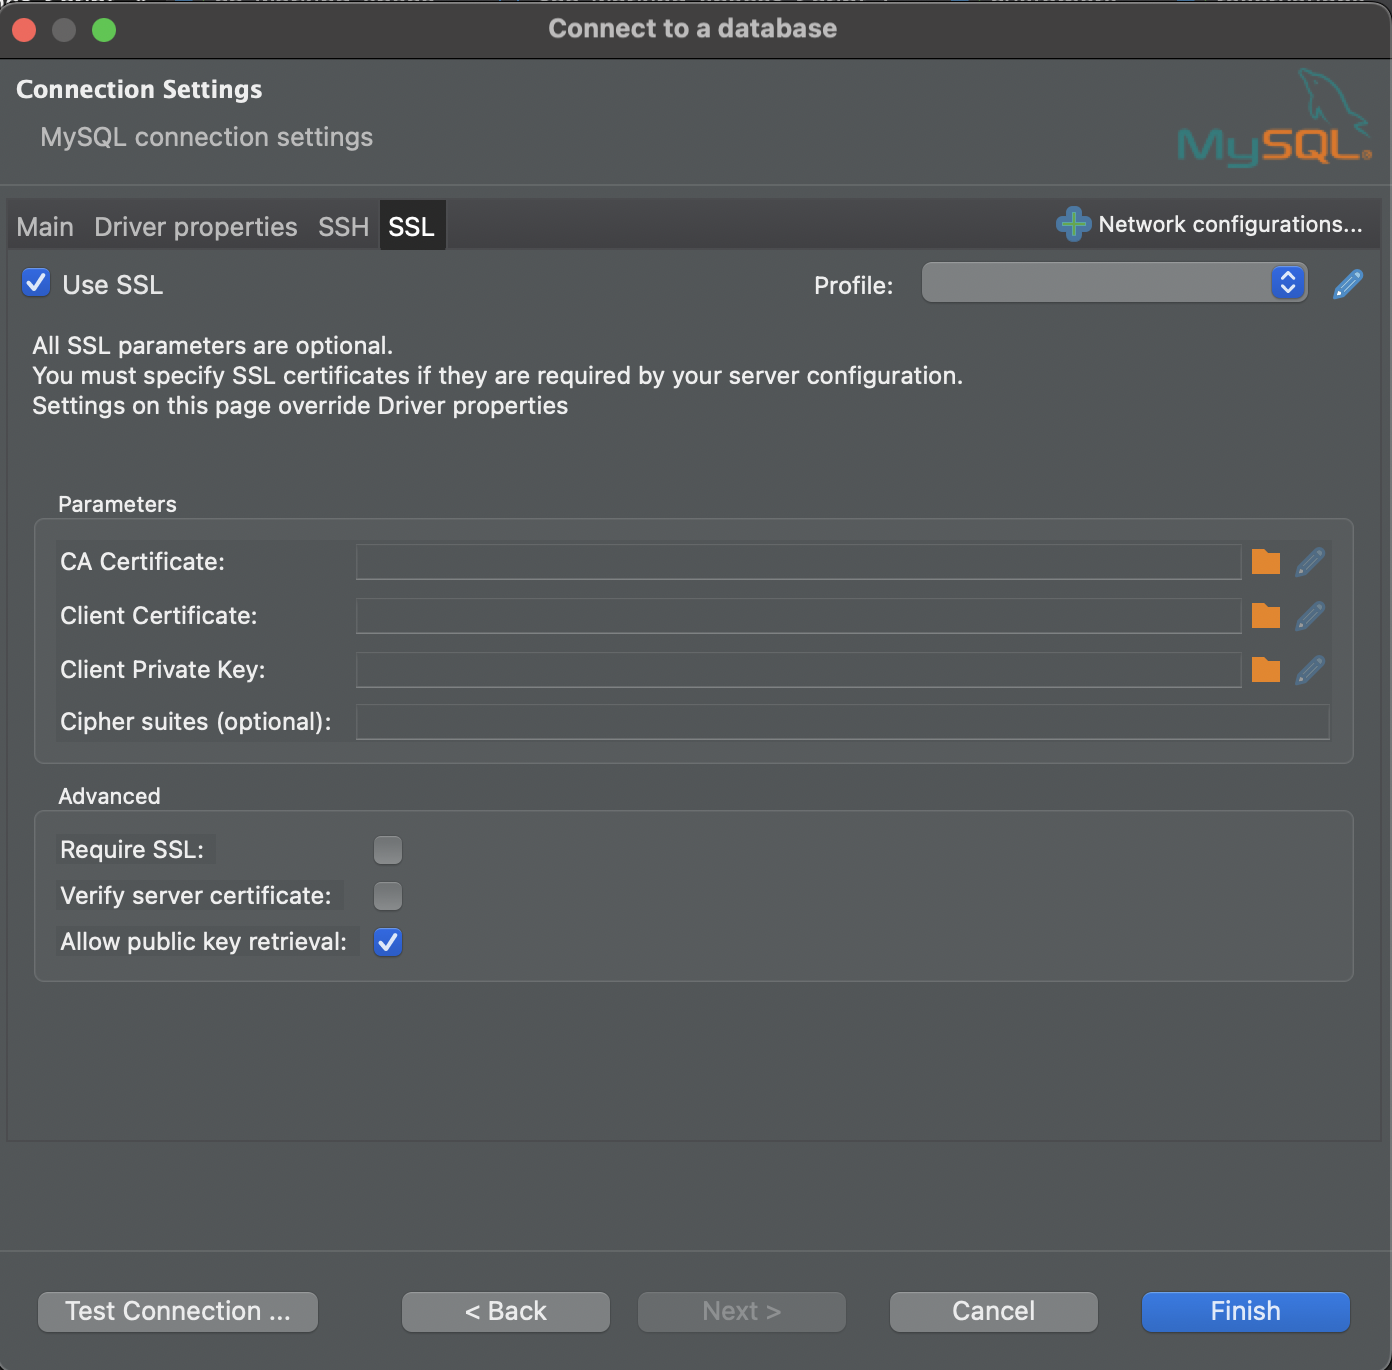 Connect to a database
Connection Settings
MySQL connection settings
MySQL®
Main Driver properties SSH SSL Network configurations...
Use SSL Profile:
All SSL parameters are optional.
You must specify SSL certificates if they are required by your server configuration.
Settings on this page override Driver properties
Parameters
CA Certificate:
Client Certificate:
Client Private Key:
Cipher suites (optional):
Advanced
Require SSL:
Verify server certificate:
Allow public key retrieval:
Test Connection ... < Back Next > Cancel Finish